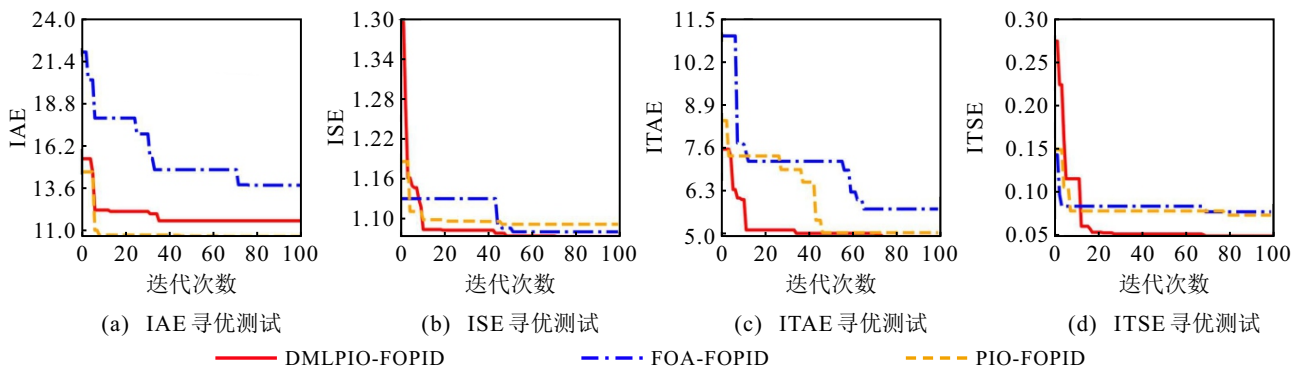 24.0
21.4
18.8
16.2
13.6
11.0
IAE
0 20 40 60 80 100
迭代次数
(a) IAE 寻优测试
1.30
1.34
1.28
1.22
1.16
1.10
ISE
0 20 40 60 80 100
迭代次数
(b) ISE 寻优测试
11.5
10.2
8.9
7.6
6.3
5.0
ITAE
0 20 40 60 80 100
迭代次数
(c) ITAE 寻优测试
0.30
0.25
0.20
0.15
0.10
0.05
ITSE
0 20 40 60 80 100
迭代次数
(d) ITSE 寻优测试
DMLPIO-FOPID FOA-FOPID PIO-FOPID